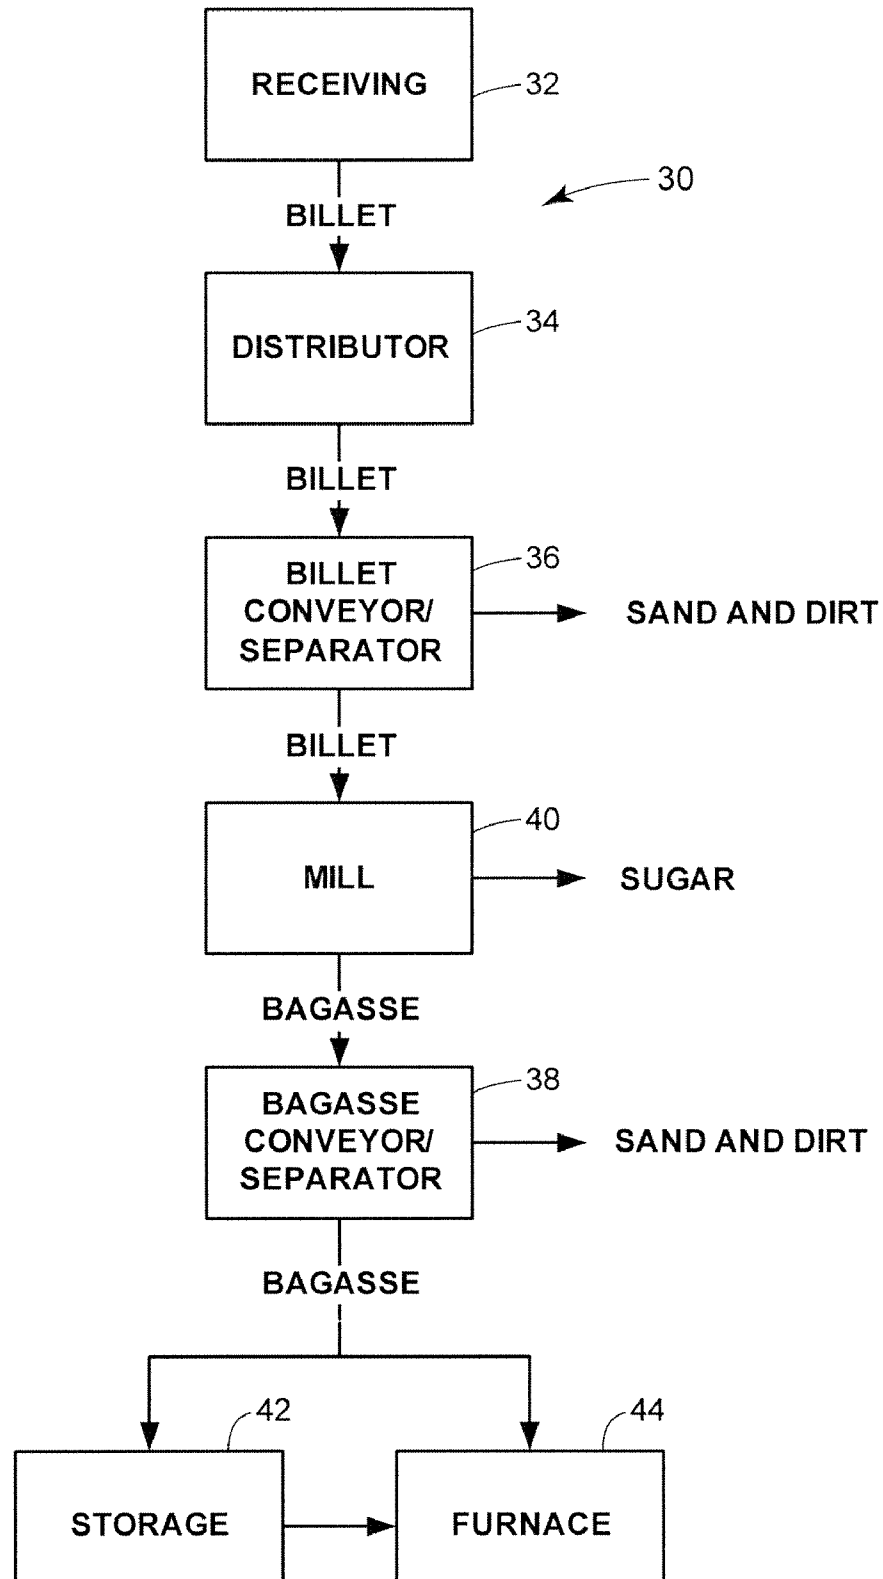 RECEIVING
32
30
BILLET
DISTRIBUTOR
34
BILLET
BILLET
CONVEYOR/
SEPARATOR
36
SAND AND DIRT
BILLET
MILL
40
SUGAR
BAGASSE
BAGASSE
CONVEYOR/
SEPARATOR
38
SAND AND DIRT
BAGASSE
42
44
STORAGE
FURNACE